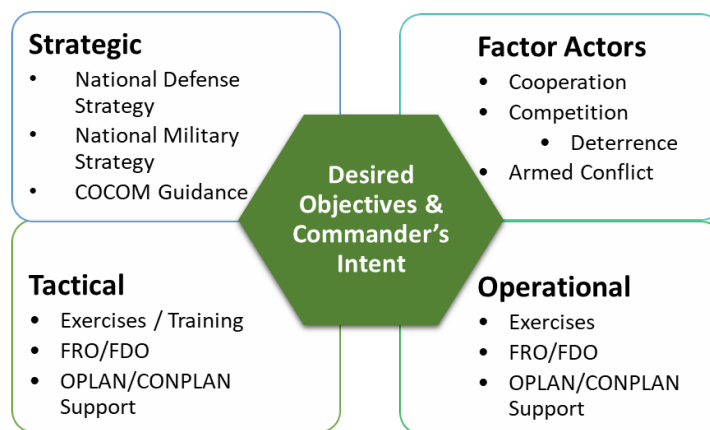 Strategic
• National Defense
Strategy
• National Military
Strategy
• COCOM Guidance
Factor Actors
• Cooperation
• Competition
• Deterrence
• Armed Conflict
Desired
Objectives &
Commander's
Intent
Tactical
• Exercises / Training
• FRO/FDO
• OPLAN/CONPLAN
Support
Operational
• Exercises
• FRO/FDO
• OPLAN/CONPLAN
Support